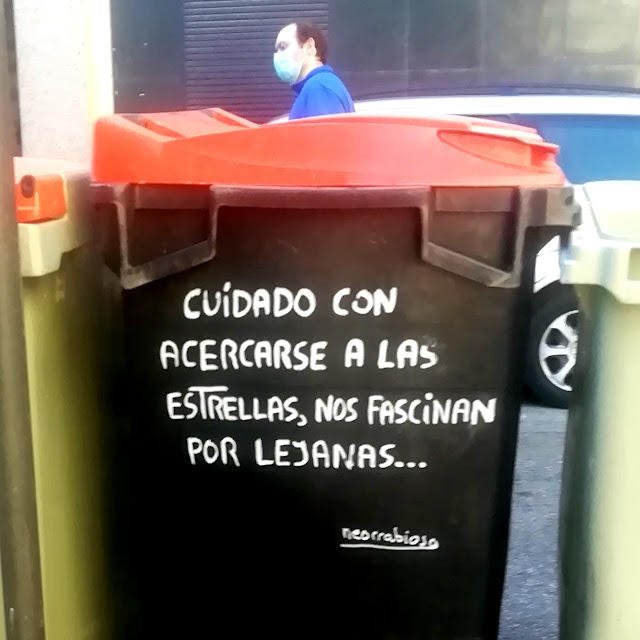 CUÍDADO CON
ACERCARSE A LAS
ESTRELLAS, NOS FASCINAN
POR LEJANAS...
neorrabioso